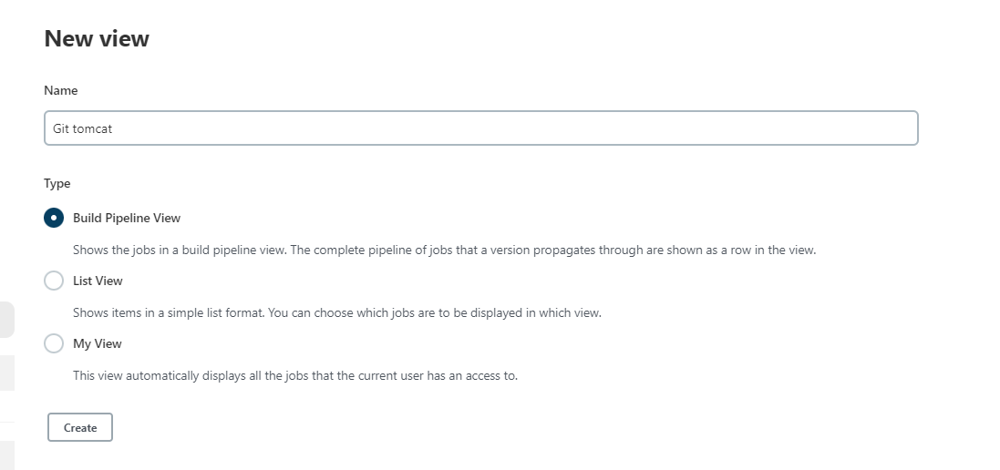 New view
Name
Git tomcat
Type
Build Pipeline View
Shows the jobs in a build pipeline view. The complete pipeline of jobs that a version propagates through are shown as a row in the view.
List View
Shows items in a simple list format. You can choose which jobs are to be displayed in which view.
My View
This view automatically displays all the jobs that the current user has an access to.
Create